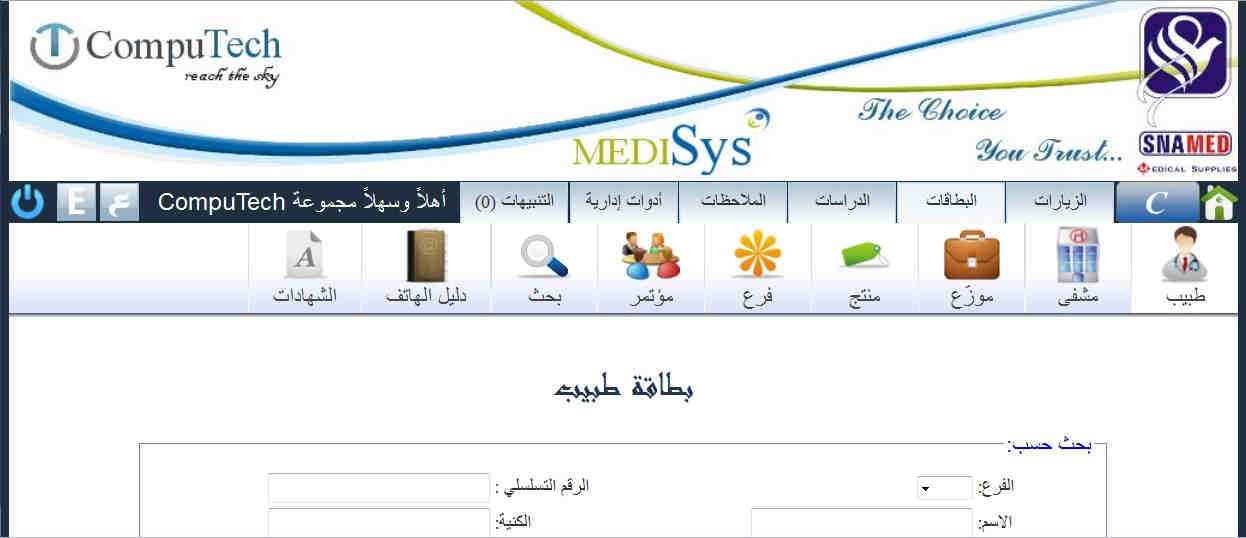 CompuTech
reach the sky
MEDISys
The Choice
You Trust...
SNAMED
MEDICAL SUPPLIES
C الزيارات البطاقات الدراسات الملاحظات أدوات إدارية التنبيهات (0) أهلاً وسهلاً مجموعة CompuTech ع E
طبيب مشفى موزّع منتج فرع مؤتمر بحث دليل الهاتف الشهادات
بطاقة طبيب
بحث حسب:
الفرع: الرقم التسلسلي :
الاسم: الكنية: